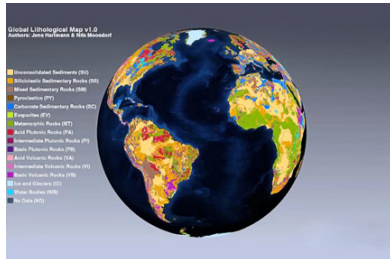 Global Lithological Map v1.0
Authors: Jens Hartmann & Nils Moosdorf
Unconsolidated Sediments (SU)
Siliciclastic Sedimentary Rocks (SS)
Mixed Sedimentary Rocks (SM)
Pyroclastics (PY)
Carbonate Sedimentary Rocks (SC)
Evaporites (EV)
Metamorphic Rocks (MT)
Acid Plutonic Rocks (PA)
Intermediate Plutonic Rocks (PI)
Basic Plutonic Rocks (PB)
Acid Volcanic Rocks (VA)
Intermediate Volcanic Rocks (VI)
Basic Volcanic Rocks (VB)
Ice and Glaciers (IG)
Water Bodies (WB)
No Data (ND)